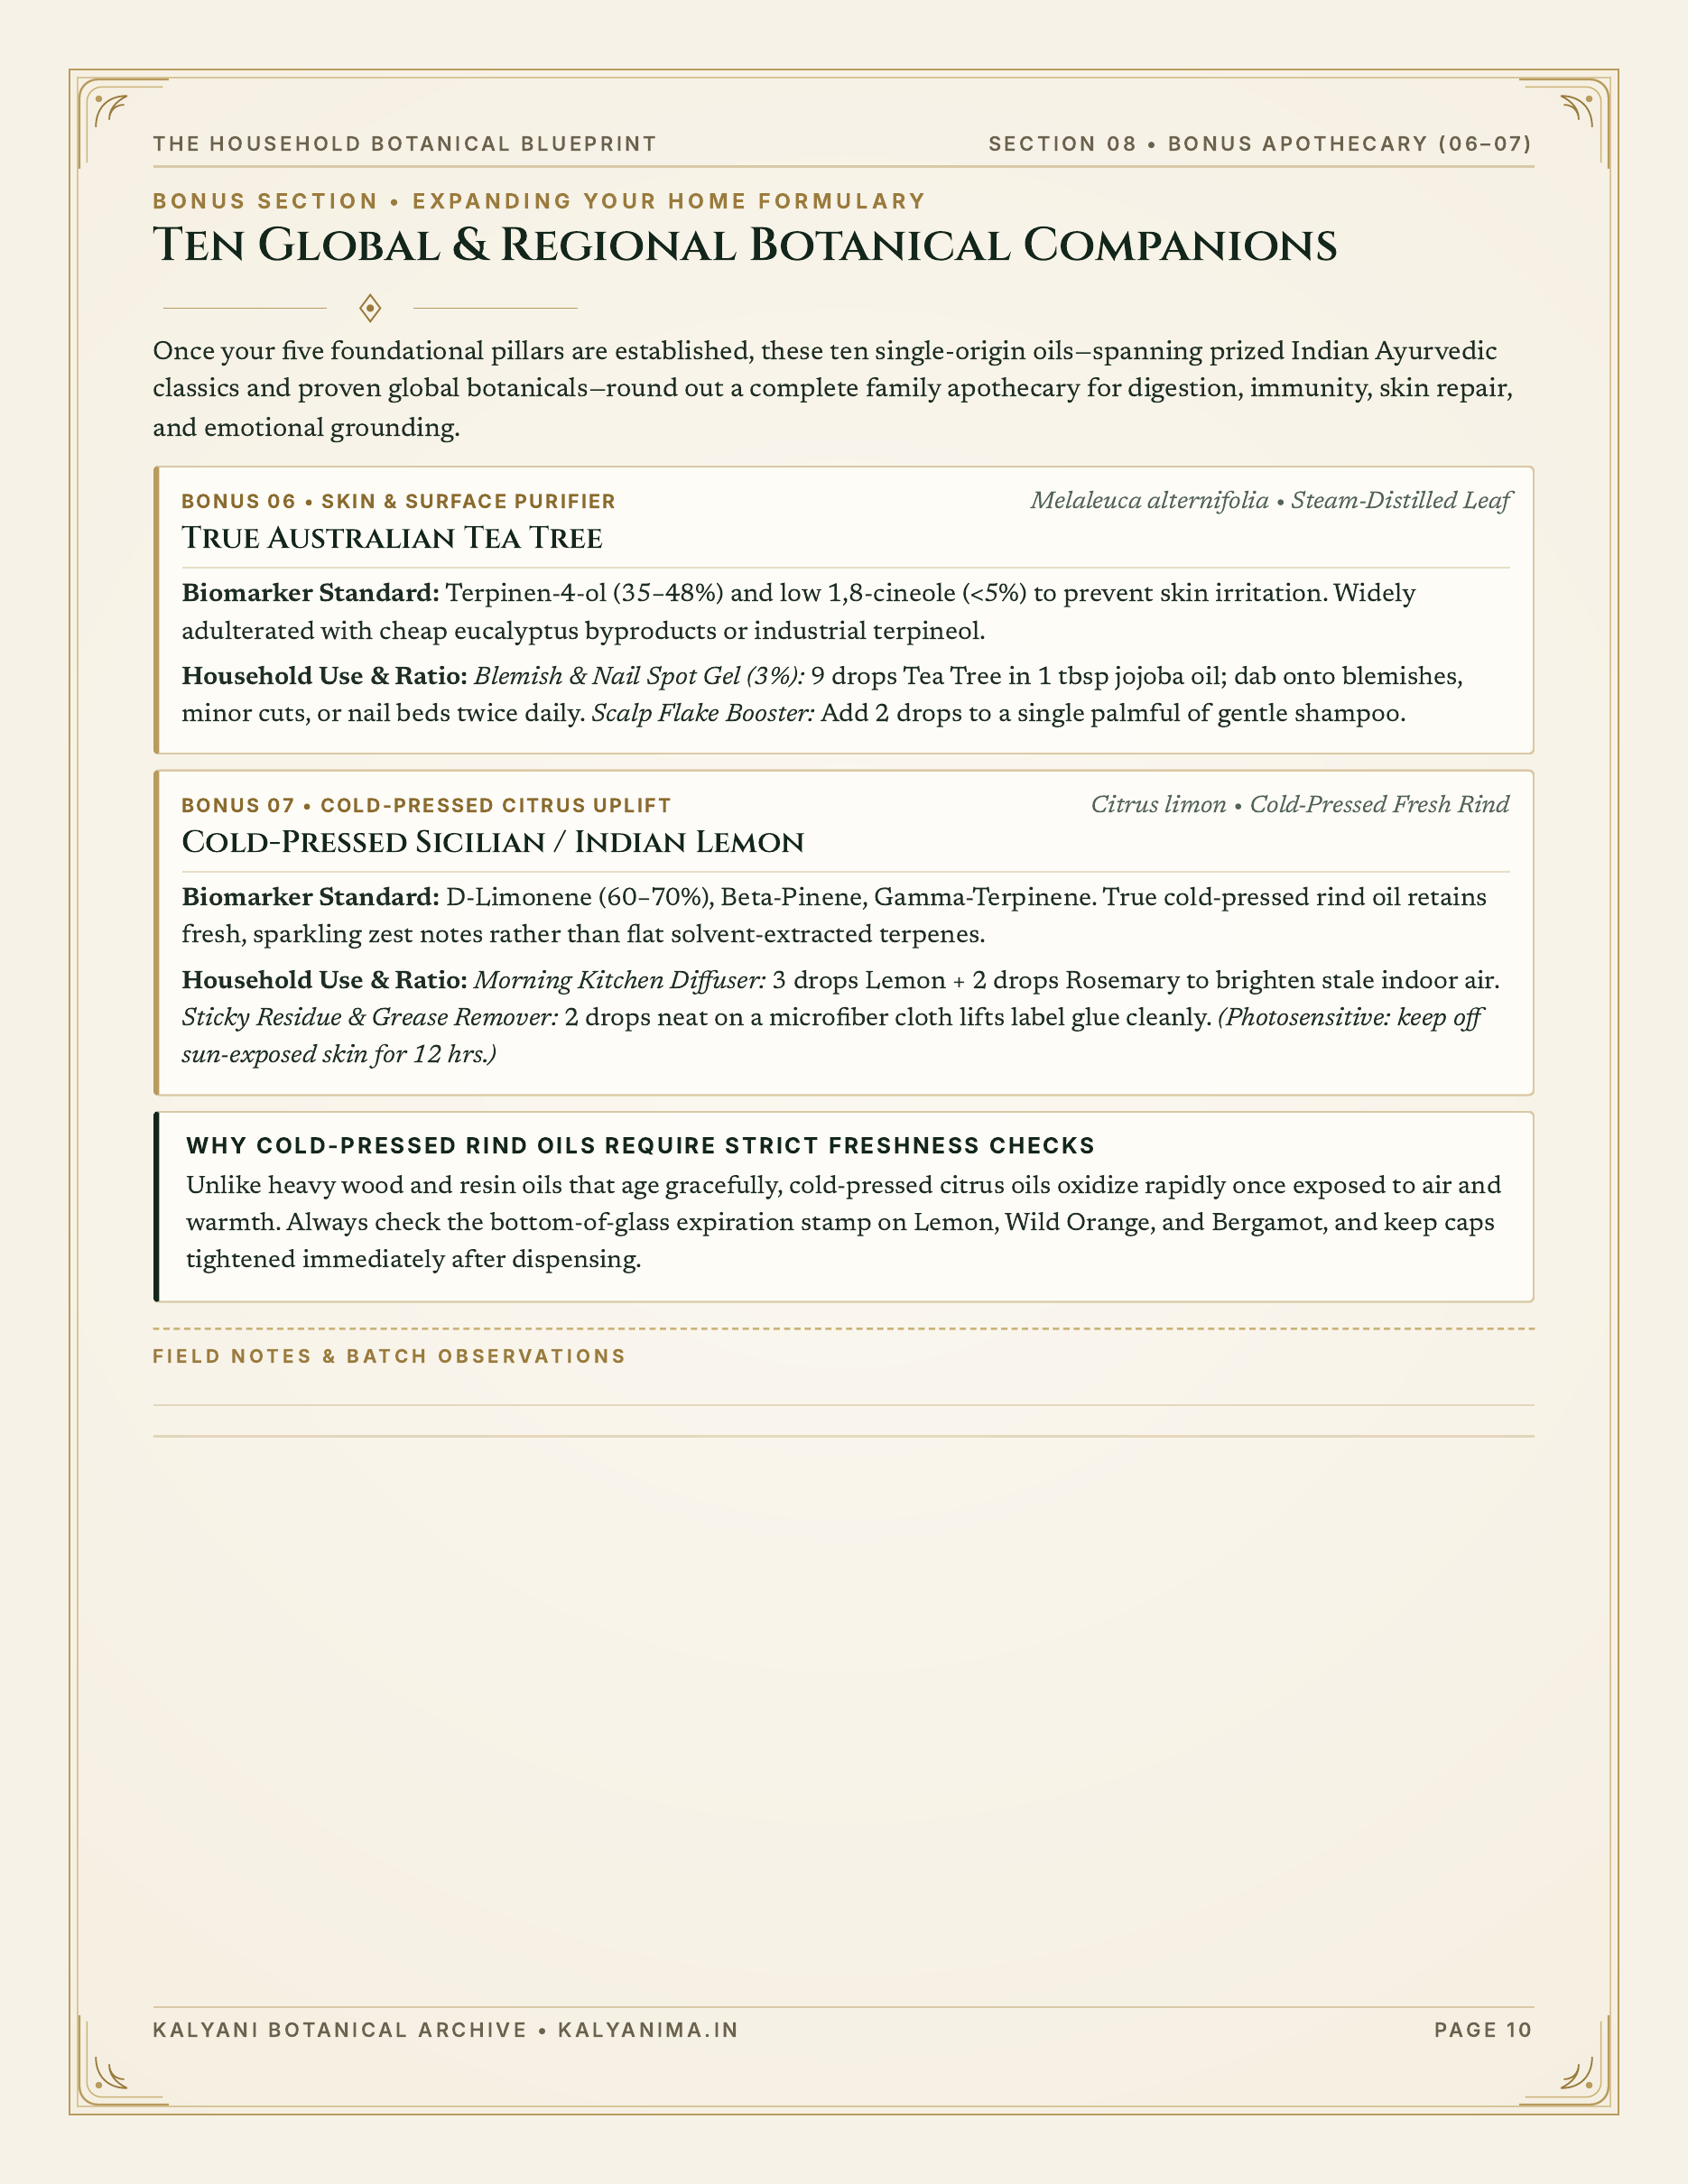 THE HOUSEHOLD BOTANICAL BLUEPRINT
SECTION 08 • BONUS APOTHECARY (06–07)
BONUS SECTION • EXPANDING YOUR HOME FORMULARY
Ten Global & Regional Botanical Companions
Once your five foundational pillars are established, these ten single-origin oils—spanning prized Indian Ayurvedic
classics and proven global botanicals—round out a complete family apothecary for digestion, immunity, skin repair,
and emotional grounding.
BONUS 06 • SKIN & SURFACE PURIFIER
Melaleuca alternifolia • Steam-Distilled Leaf
True Australian Tea Tree
Biomarker Standard: Terpinen-4-ol (35–48%) and low 1,8-cineole (<5%) to prevent skin irritation. Widely
adulterated with cheap eucalyptus byproducts or industrial terpineol.
Household Use & Ratio: Blemish & Nail Spot Gel (3%): 9 drops Tea Tree in 1 tbsp jojoba oil; dab onto blemishes,
minor cuts, or nail beds twice daily. Scalp Flake Booster: Add 2 drops to a single palmful of gentle shampoo.
BONUS 07 • COLD-PRESSED CITRUS UPLIFT
Citrus limon • Cold-Pressed Fresh Rind
Cold-Pressed Sicilian / Indian Lemon
Biomarker Standard: D-Limonene (60–70%), Beta-Pinene, Gamma-Terpinene. True cold-pressed rind oil retains
fresh, sparkling zest notes rather than flat solvent-extracted terpenes.
Household Use & Ratio: Morning Kitchen Diffuser: 3 drops Lemon + 2 drops Rosemary to brighten stale indoor air.
Sticky Residue & Grease Remover: 2 drops neat on a microfiber cloth lifts label glue cleanly. (Photosensitive: keep off
sun-exposed skin for 12 hrs.)
WHY COLD-PRESSED RIND OILS REQUIRE STRICT FRESHNESS CHECKS
Unlike heavy wood and resin oils that age gracefully, cold-pressed citrus oils oxidize rapidly once exposed to air and
warmth. Always check the bottom-of-glass expiration stamp on Lemon, Wild Orange, and Bergamot, and keep caps
tightened immediately after dispensing.
FIELD NOTES & BATCH OBSERVATIONS
KALYANI BOTANICAL ARCHIVE • KALYANIMA.IN
PAGE 10